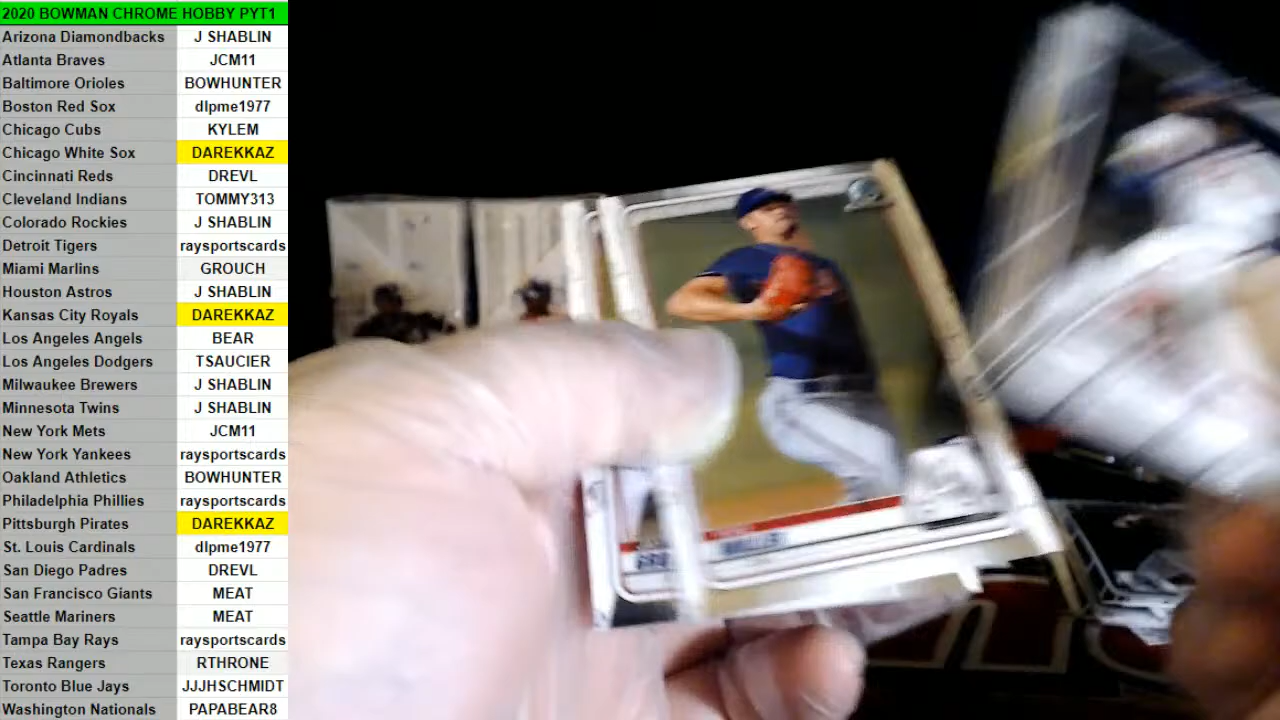 2020 BOWMAN CHROME HOBBY PYT1
Arizona Diamondbacks J SHABLIN
Atlanta Braves JCM11
Baltimore Orioles BOWHUNTER
Boston Red Sox dlpme1977
Chicago Cubs KYLEM
Chicago White Sox DAREKKAZ
Cincinnati Reds DREVL
Cleveland Indians TOMMY313
Colorado Rockies J SHABLIN
Detroit Tigers raysportscards
Miami Marlins GROUCH
Houston Astros J SHABLIN
Kansas City Royals DAREKKAZ
Los Angeles Angels BEAR
Los Angeles Dodgers TSAUCIER
Milwaukee Brewers J SHABLIN
Minnesota Twins J SHABLIN
New York Mets JCM11
New York Yankees raysportscards
Oakland Athletics BOWHUNTER
Philadelphia Phillies raysportscards
Pittsburgh Pirates DAREKKAZ
St. Louis Cardinals dlpme1977
San Diego Padres DREVL
San Francisco Giants MEAT
Seattle Mariners MEAT
Tampa Bay Rays raysportscards
Texas Rangers RTHRONE
Toronto Blue Jays JJJHSCHMIDT
Washington Nationals PAPABEAR8